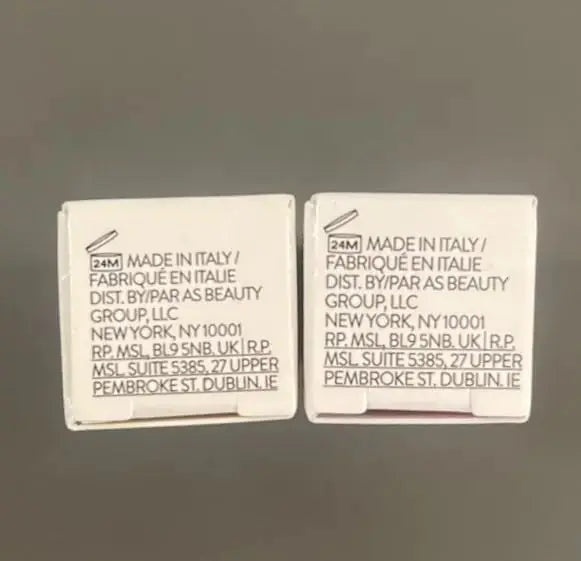 24M MADE IN ITALY /
FABRIQUÉ EN ITALIE
DIST. BY/PAR AS BEAUTY
GROUP, LLC
NEW YORK, NY 10001
RP. MSL, BL9 5NB. UK | R.P.
MSL. SUITE 5385, 27 UPPER
PEMBROKE ST. DUBLIN. IE
24M MADE IN ITALY /
FABRIQUÉ EN ITALIE
DIST. BY/PAR AS BEAUTY
GROUP, LLC
NEW YORK, NY 10001
RP. MSL, BL9 5NB. UK | R.P.
MSL. SUITE 5385, 27 UPPER
PEMBROKE ST. DUBLIN. IE